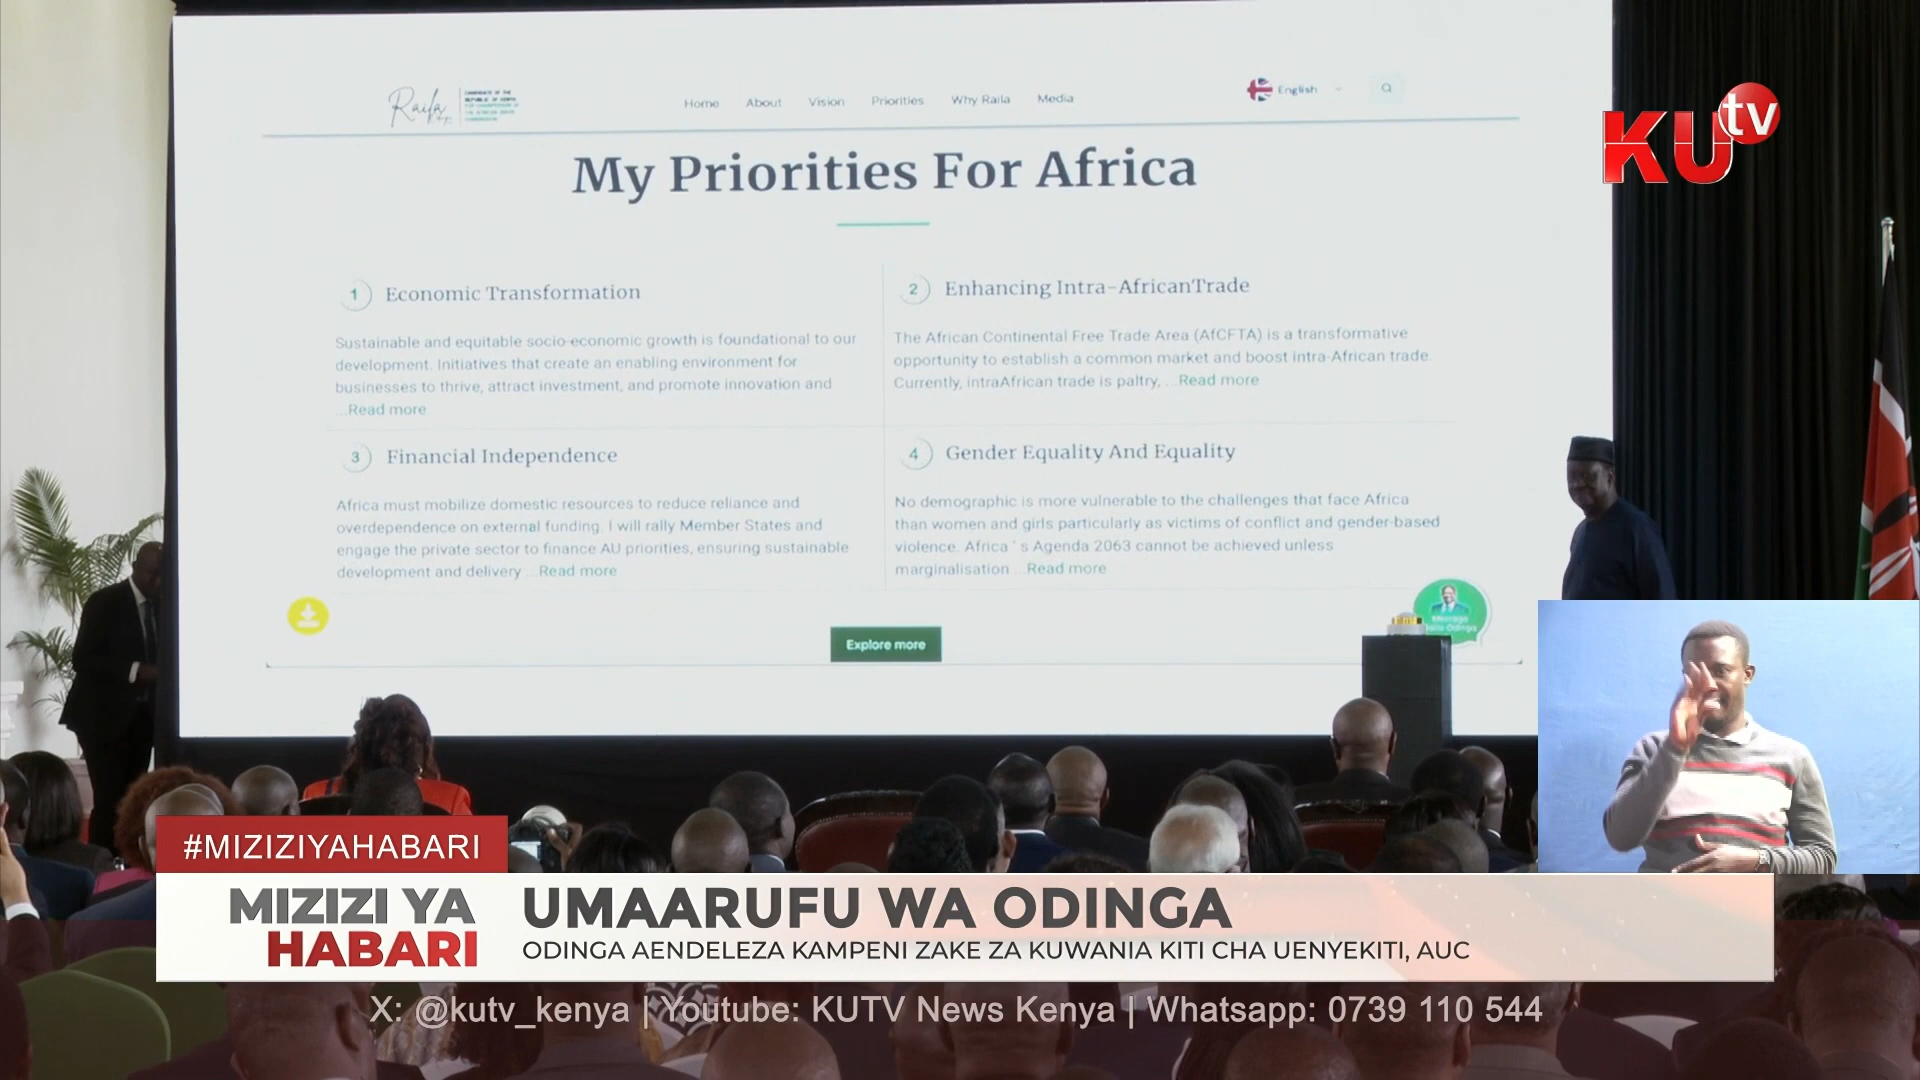 Raila
CANDIDATE OF THE
REPUBLIC OF KENYA
Home About Vision Priorities Why Raila Media
English
KUtv
My Priorities For Africa
1 Economic Transformation
Sustainable and equitable socio-economic growth is foundational to our
development. Initiatives that create an enabling environment for
businesses to thrive, attract investment, and promote innovation and
...Read more
2 Enhancing Intra-AfricanTrade
The African Continental Free Trade Area (AfCFTA) is a transformative
opportunity to establish a common market and boost intra-African trade.
Currently, intraAfrican trade is paltry, ...Read more
3 Financial Independence
Africa must mobilize domestic resources to reduce reliance and
overdependence on external funding. I will rally Member States and
engage the private sector to finance AU priorities, ensuring sustainable
development and delivery ...Read more
4 Gender Equality And Equality
No demographic is more vulnerable to the challenges that face Africa
than women and girls particularly as victims of conflict and gender-based
violence. Africa ' s Agenda 2063 cannot be achieved unless
marginalisation ...Read more
Explore more
#MIZIZIYAHABARI
MIZIZI YA
HABARI
UMAARUFU WA ODINGA
ODINGA AENDELEZA KAMPENI ZAKE ZA KUWANIA KITI CHA UENYEKITI, AUC
X: @kutv_kenya | Youtube: KUTV News Kenya | Whatsapp: 0739 110 544